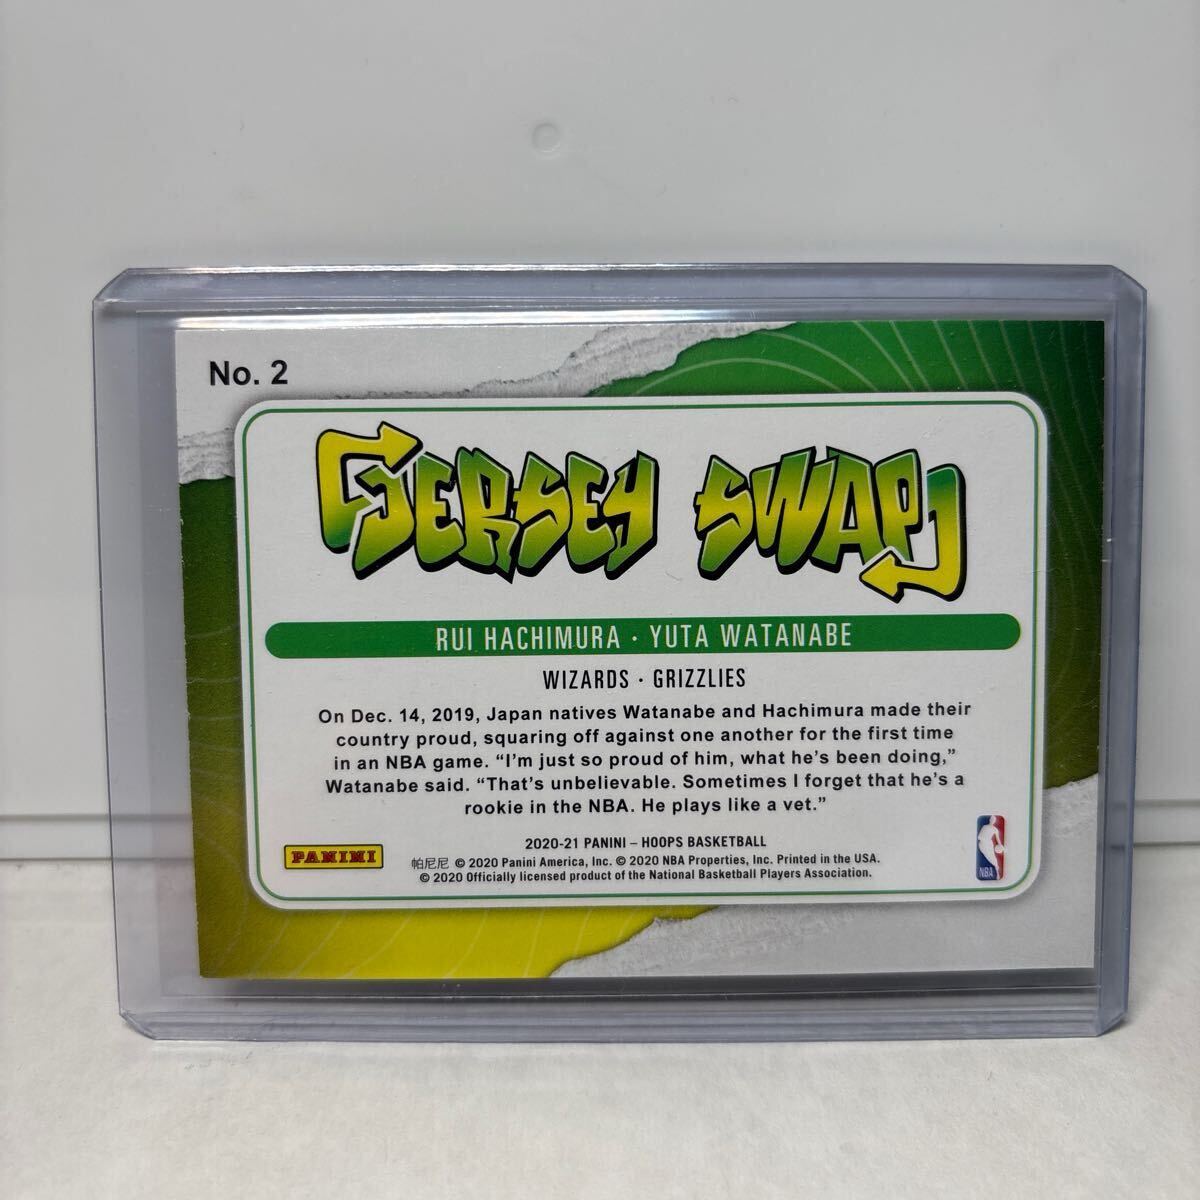 No. 2
JERSEY SWAP
RUI HACHIMURA · YUTA WATANABE
WIZARDS · GRIZZLIES
On Dec. 14, 2019, Japan natives Watanabe and Hachimura made their
country proud, squaring off against one another for the first time
in an NBA game. “I’m just so proud of him, what he’s been doing,”
Watanabe said. “That’s unbelievable. Sometimes I forget that he’s a
rookie in the NBA. He plays like a vet.”
2020-21 PANINI – HOOPS BASKETBALL
PANINI
帕尼尼 © 2020 Panini America, Inc. © 2020 NBA Properties, Inc. Printed in the USA.
© 2020 Officially licensed product of the National Basketball Players Association.
NBA